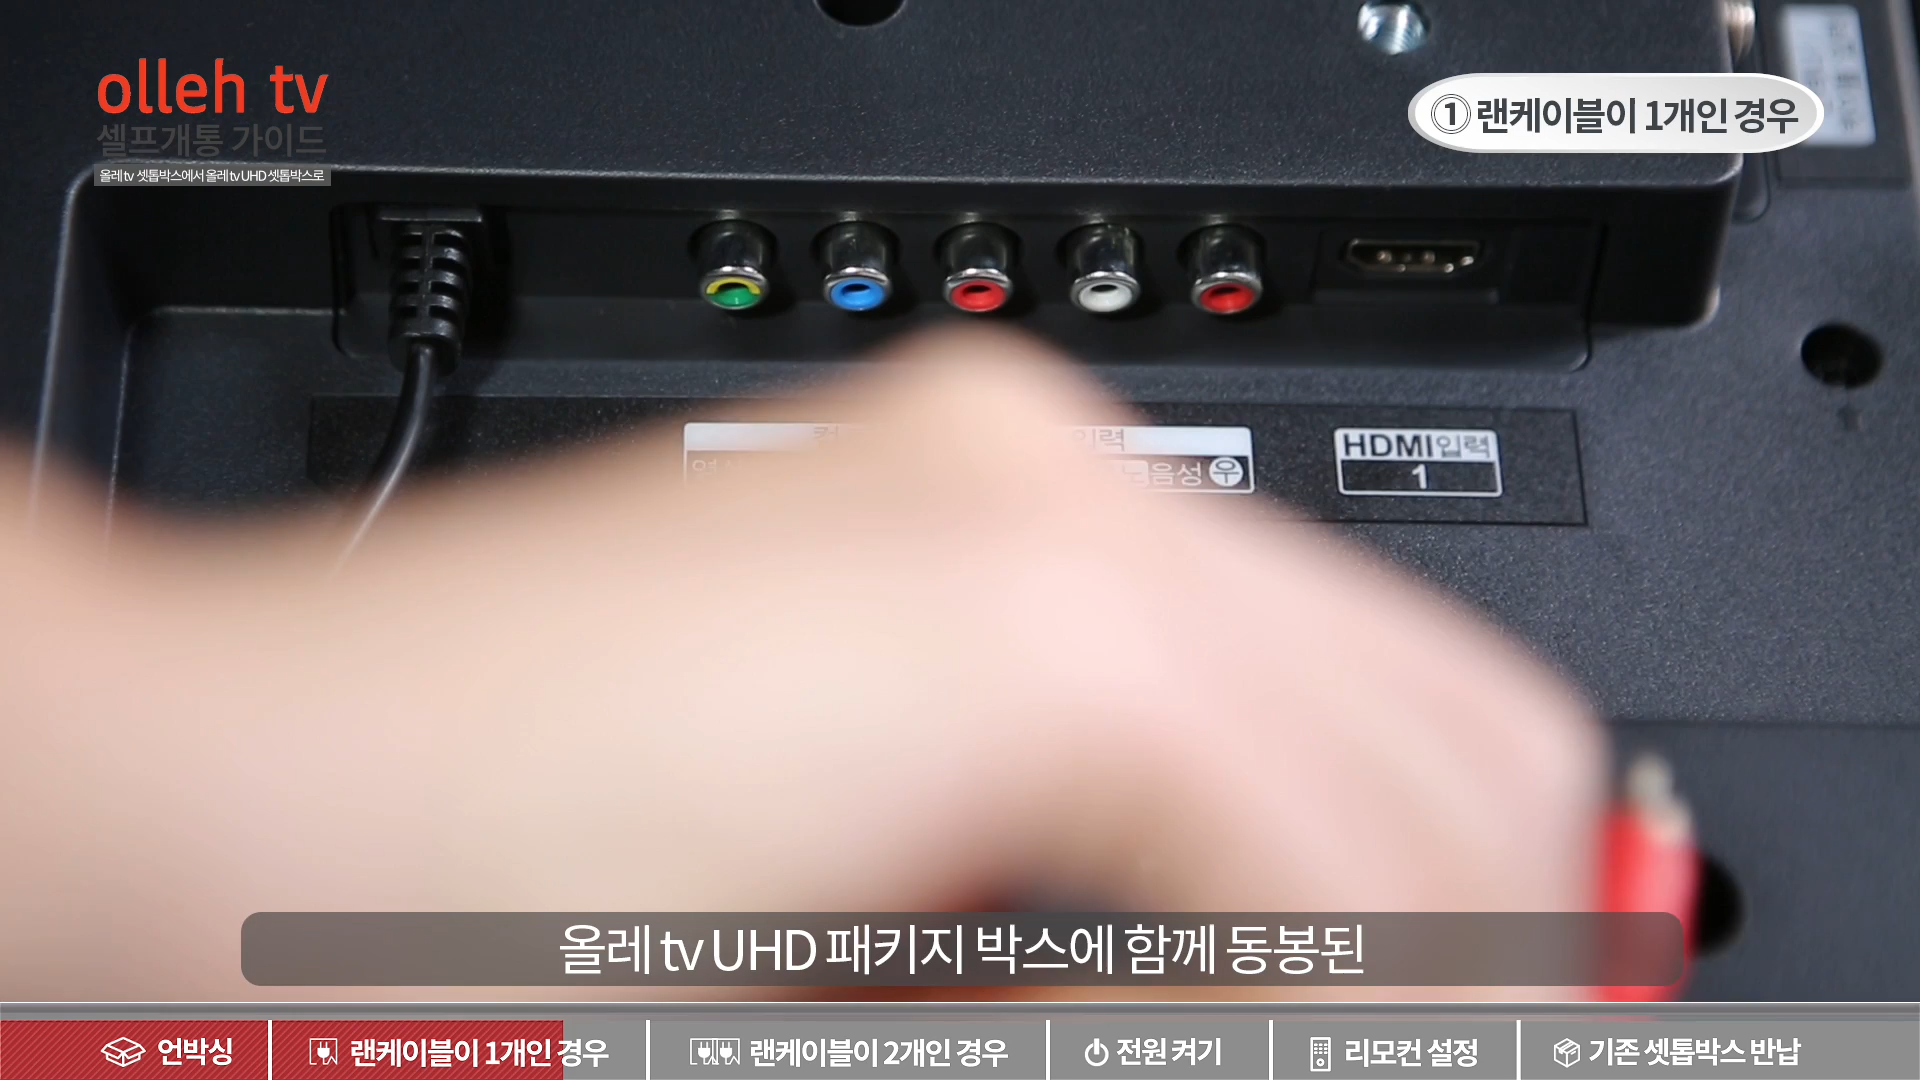 olleh tv
셀프개통 가이드
올레 tv 셋톱박스에서 올레 tv UHD 셋톱박스로
① 랜케이블이 1개인 경우
입력
음성 우
HDMI입력
1
올레 tv UHD 패키지 박스에 함께 동봉된
언박싱
랜케이블이 1개인 경우
랜케이블이 2개인 경우
전원 켜기
리모컨 설정
기존 셋톱박스 반납